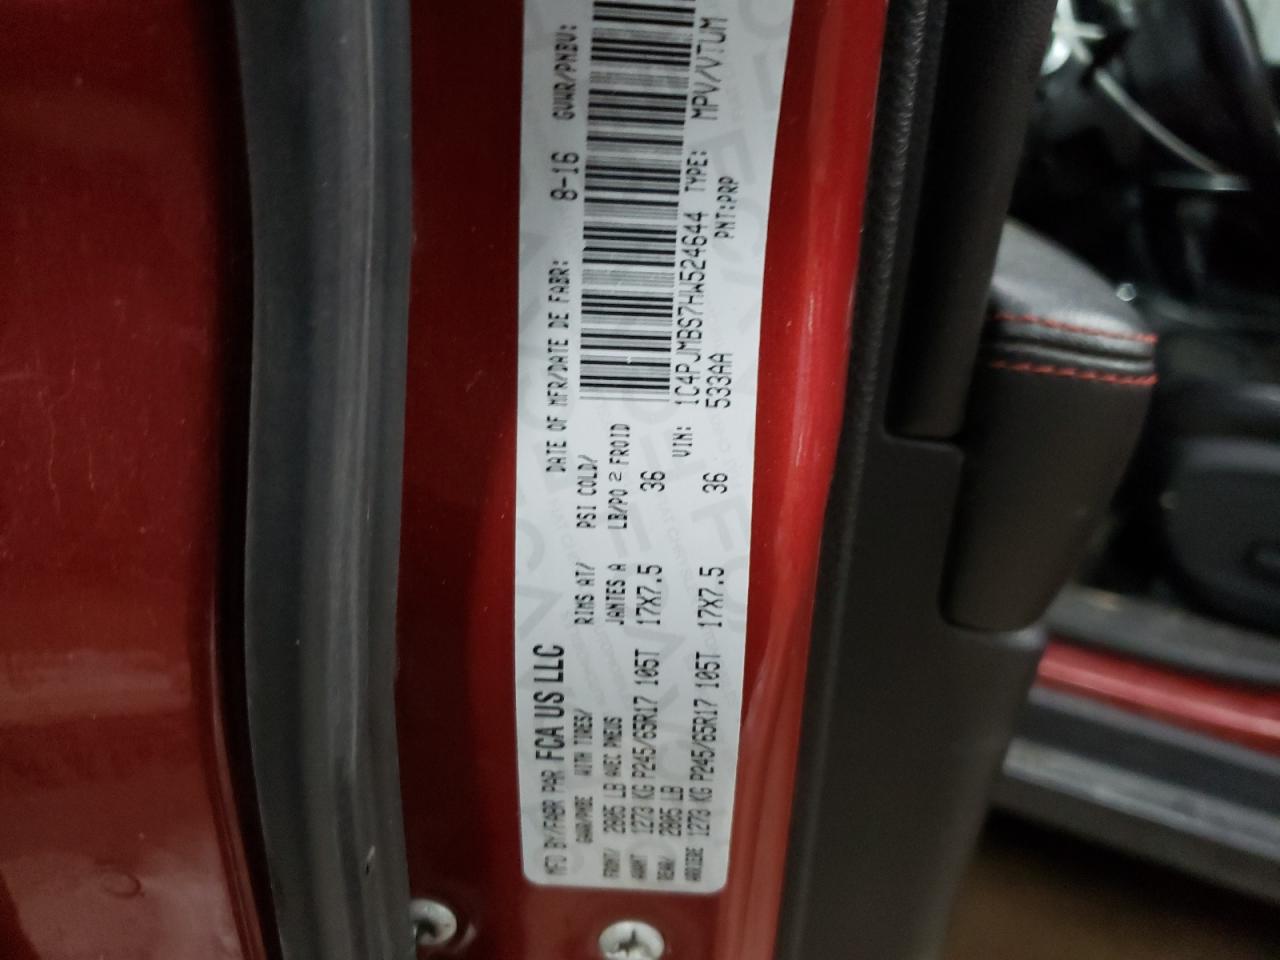 MFD BY/FABR PAR FCA US LLC
DATE OF MFR/DATE DE FABR: 8-16 GVWR/PNBV:
GAWR/PNBE WITH TIRES/ RIMS AT/ PSI COLD/
FRONT/ 2805 LB AVEC PNEUS JANTES A LB/PO 2 FROID
AVANT 1273 KG P245/65R17 105T 17X7.5 36
REAR/ 2805 LB
ARRIERE 1273 KG P245/65R17 105T 17X7.5 36
VIN: 1C4PJMBS7HW524644 TYPE: MPV/VTUM
533AA PNT:PRP